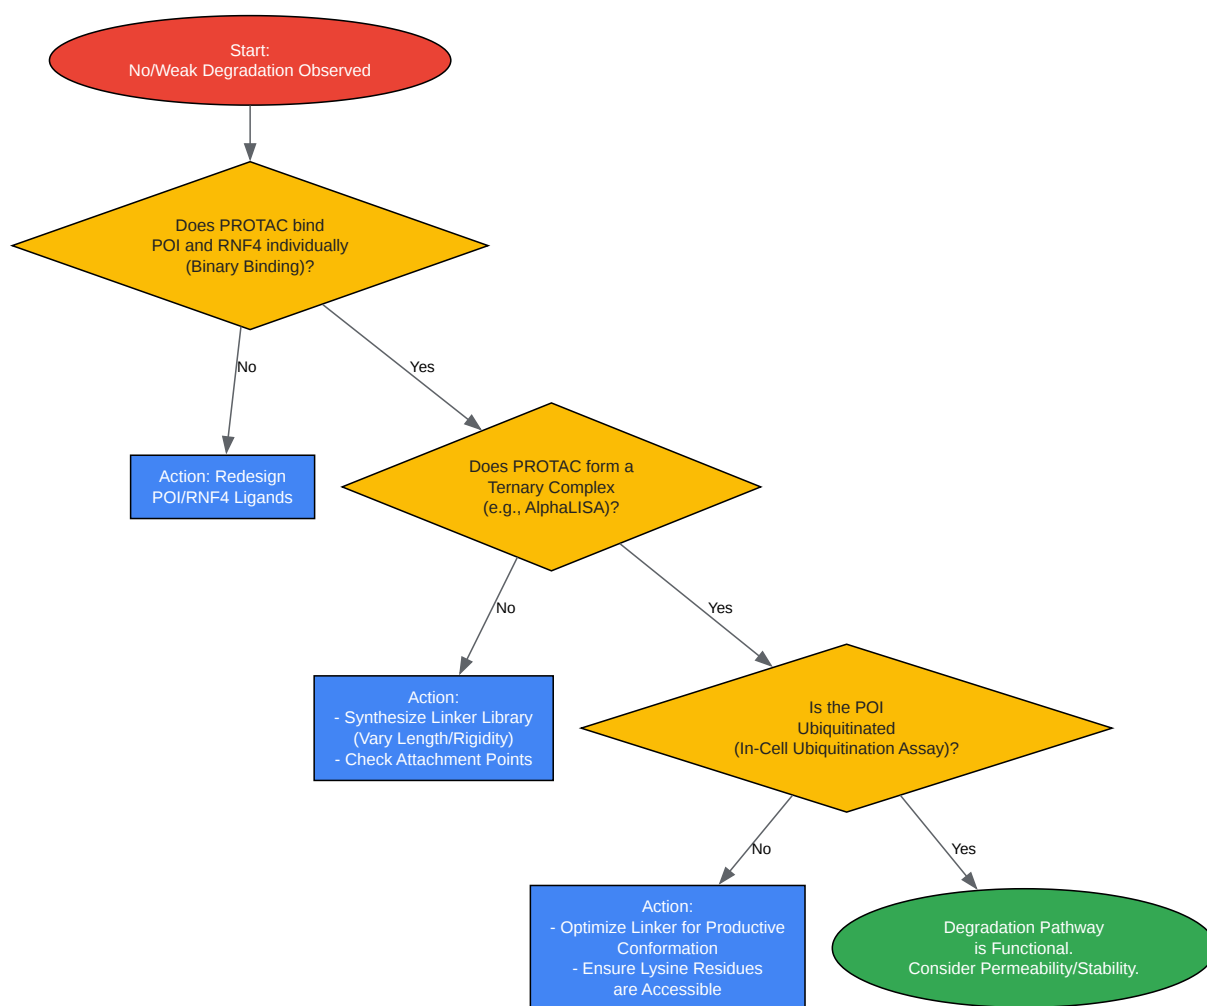 Start:
No/Weak Degradation Observed
Does PROTAC bind
POI and RNF4 individually
(Binary Binding)?
No
Yes
Action: Redesign
POI/RNF4 Ligands
Does PROTAC form a
Ternary Complex
(e.g., AlphaLISA)?
No
Yes
Action:
- Synthesize Linker Library
(Vary Length/Rigidity)
- Check Attachment Points
Is the POI
Ubiquitinated
(In-Cell Ubiquitination Assay)?
No
Yes
Action:
- Optimize Linker for Productive
Conformation
- Ensure Lysine Residues
are Accessible
Degradation Pathway
is Functional.
Consider Permeability/Stability.